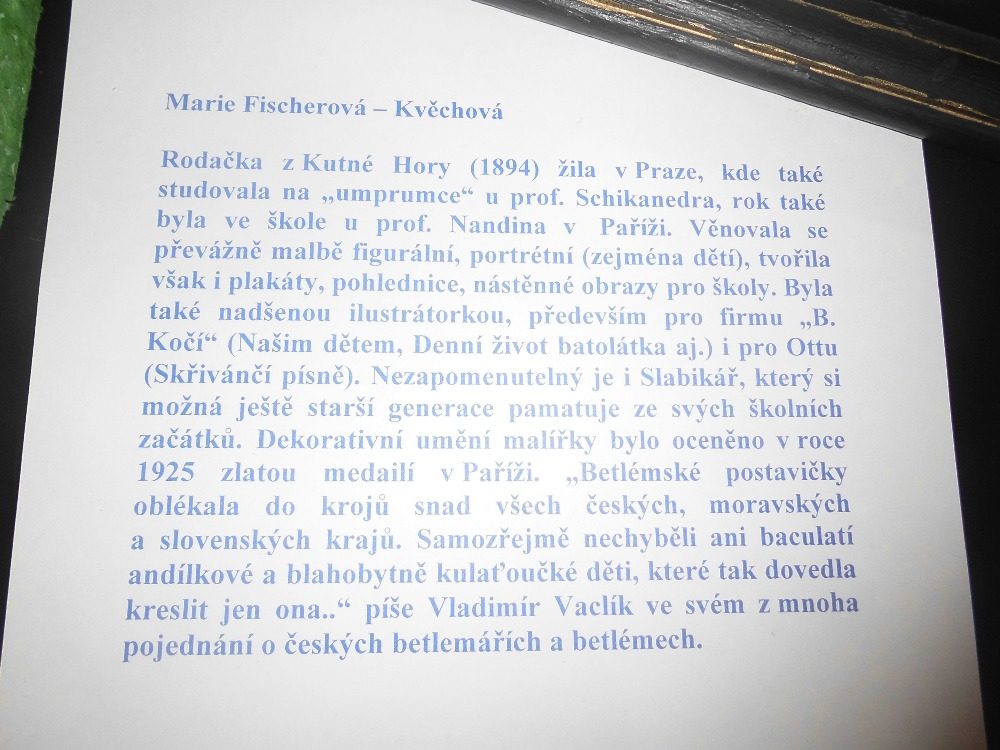 Marie Fischerová – Kvěchová
Rodačka z Kutné Hory (1894) žila v Praze, kde také
studovala na „umprumce“ u prof. Schikanedra, rok také
byla ve škole u prof. Nandina v Paříži. Věnovala se
převážně malbě figurální, portrétní (zejména dětí), tvořila
však i plakáty, pohlednice, nástěnné obrazy pro školy. Byla
také nadšenou ilustrátorkou, především pro firmu „B.
Kočí“ (Našim dětem, Denní život batolátka aj.) i pro Ottu
(Skřivánčí písně). Nezapomenutelný je i Slabikář, který si
možná ještě starší generace pamatuje ze svých školních
začátků. Dekorativní umění malířky bylo oceněno v roce
1925 zlatou medailí v Paříži. „Betlémské postavičky
oblékala do krojů snad všech českých, moravských
a slovenských krajů. Samozřejmě nechyběli ani baculatí
andílkové a blahobytně kulaťoučké děti, které tak dovedla
kreslit jen ona..“ píše Vladimír Vaclík ve svém z mnoha
pojednání o českých betlemářích a betlémech.